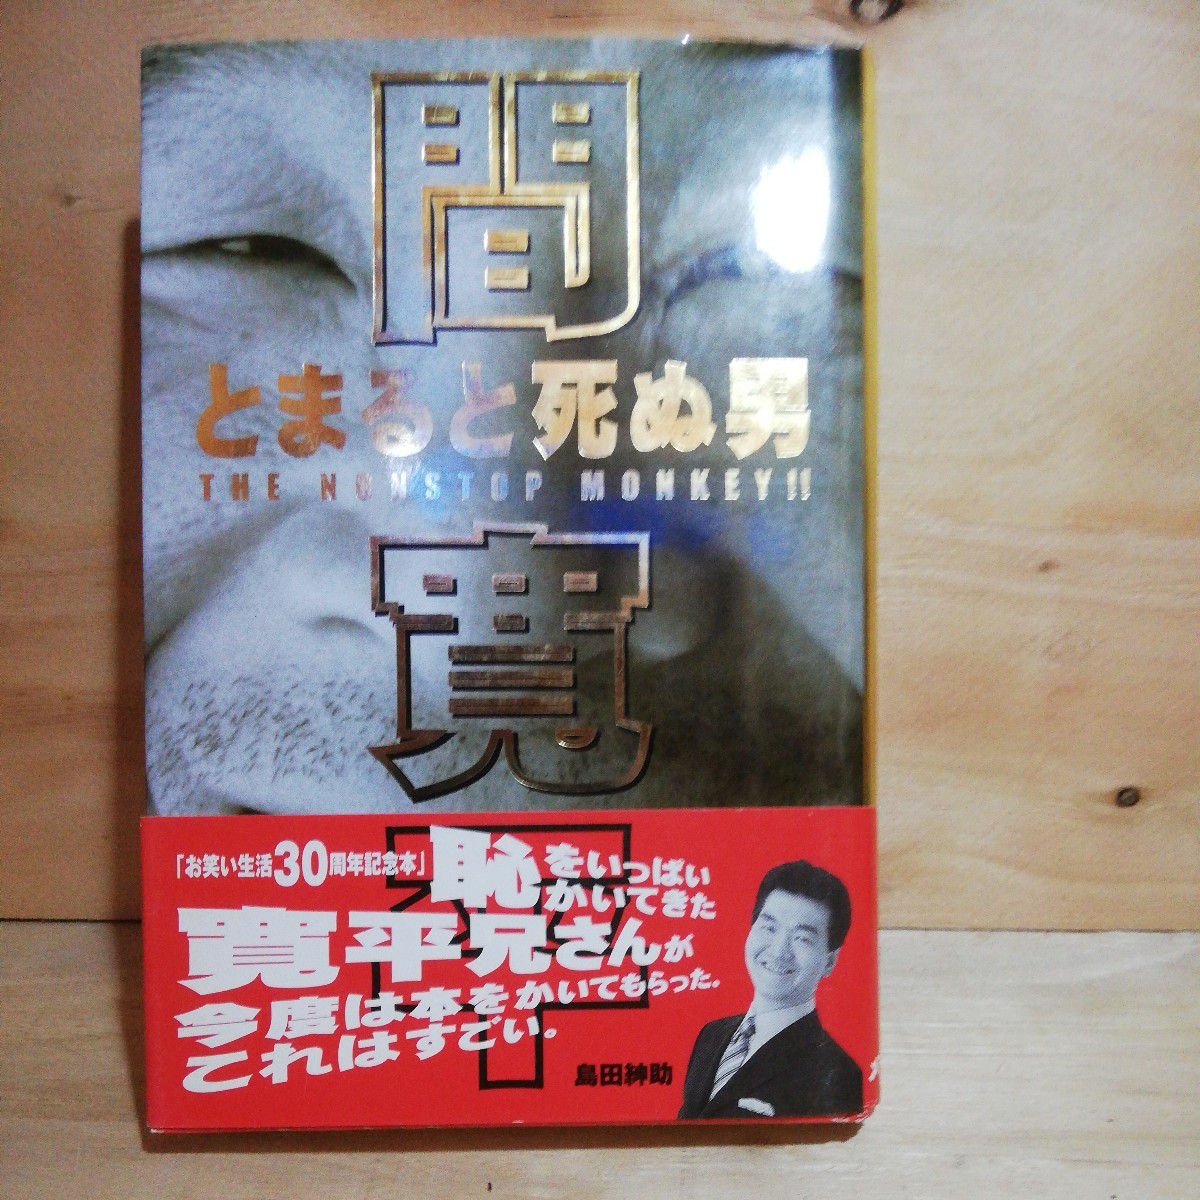 間
とまると死ぬ男
THE NONSTOP MONKEY!!
寛
平
「お笑い生活30周年記念本」恥をいっぱい
かいてきた
寛平兄さんが
今度は本をかいてもらった。
これはすごい。
島田紳助